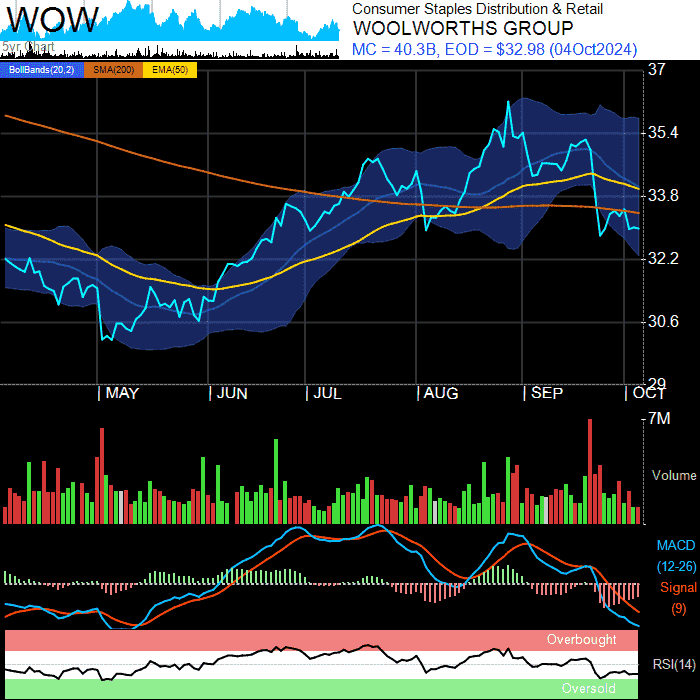 WOW
5yr Chart
Consumer Staples Distribution & Retail
WOOLWORTHS GROUP
MC = 40.3B, EOD = $32.98 (04Oct2024)
BollBands(20,2) SMA(200) EMA(50)
37
35.4
33.8
32.2
30.6
29
MAY JUN JUL AUG SEP OCT
7M
Volume
MACD
(12-26)
Signal
(9)
Overbought
RSI(14)
Oversold